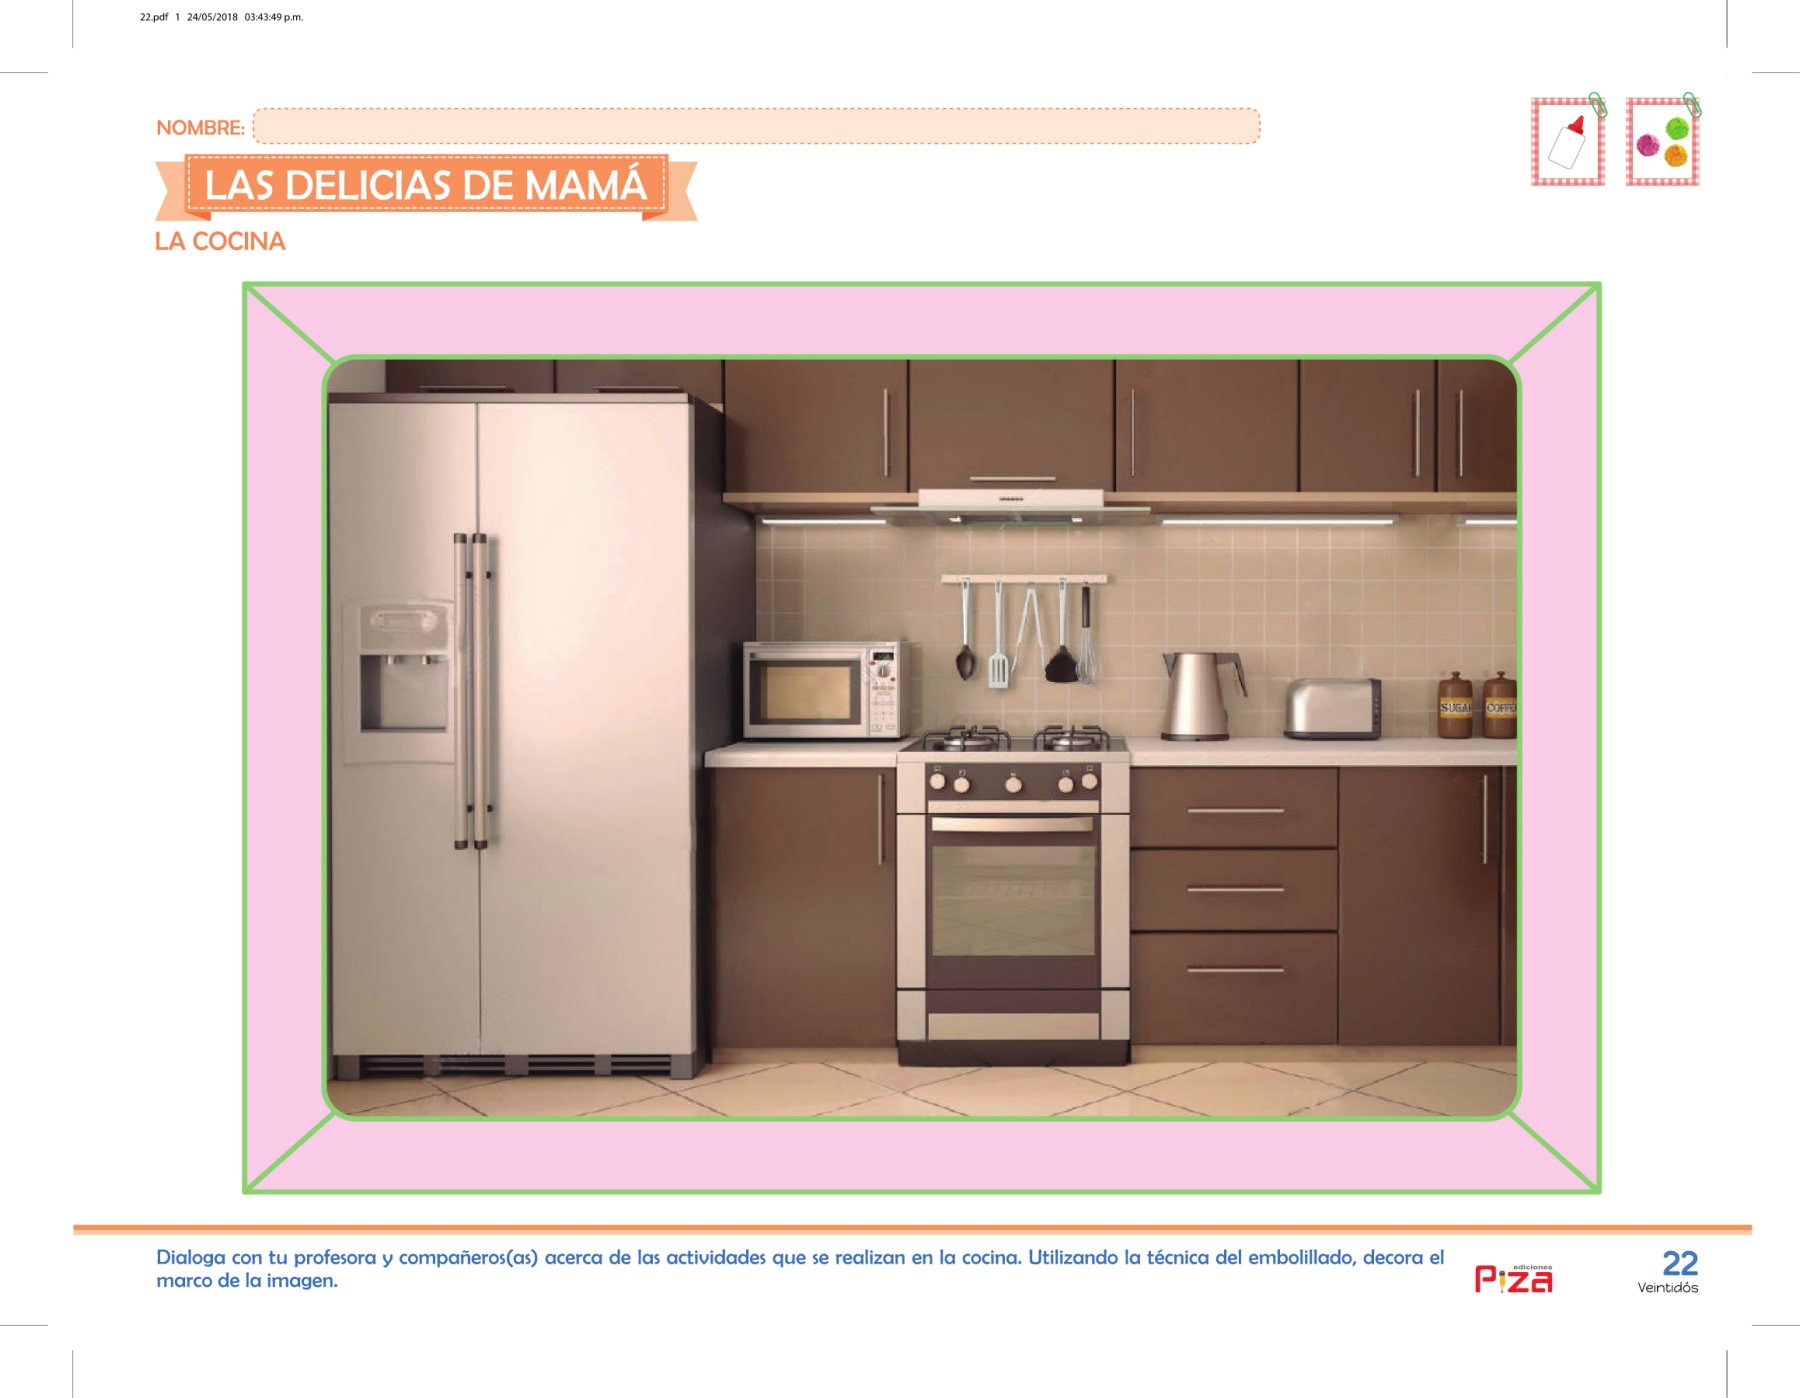 22.pdf 1 24/05/2018 03:43:49 p.m.
NOMBRE:
LAS DELICIAS DE MAMÁ
LA COCINA
SUGAR
COFFE
Dialoga con tu profesora y compañeros(as) acerca de las actividades que se realizan en la cocina. Utilizando la técnica del embolillado, decora el
marco de la imagen.
ediciones
Piza
22
Veintidós